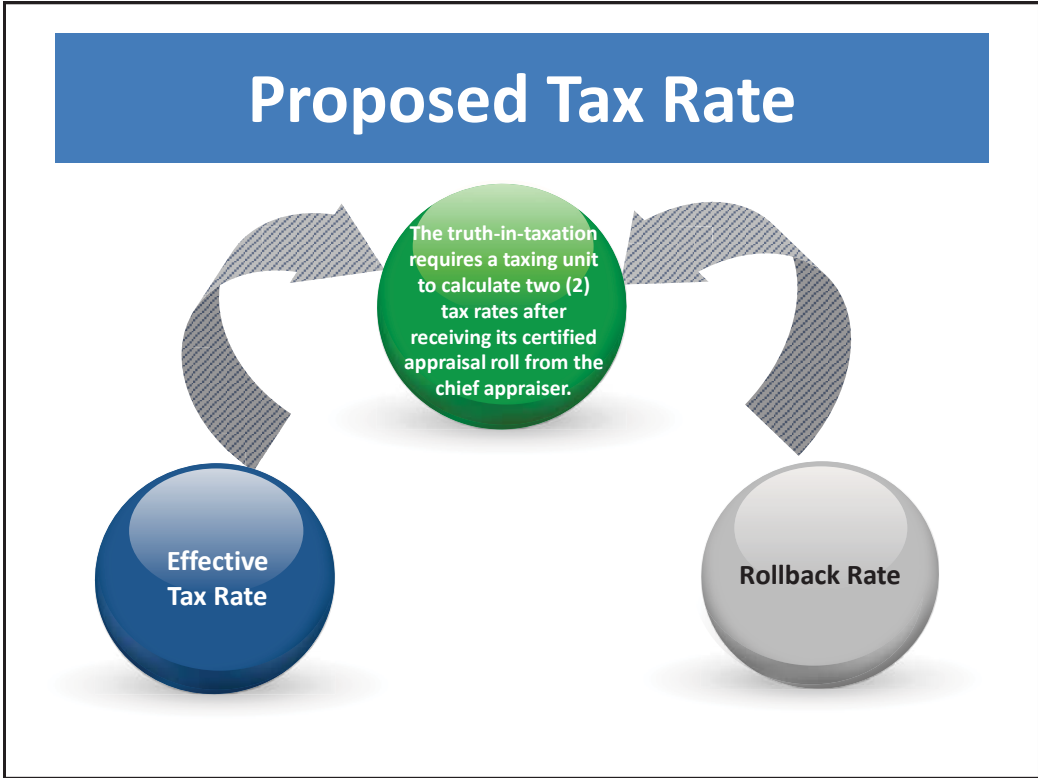 Proposed Tax Rate
The truth-in-taxation
requires a taxing unit
to calculate two (2)
tax rates after
receiving its certified
appraisal roll from the
chief appraiser.
Effective
Tax Rate
Rollback Rate